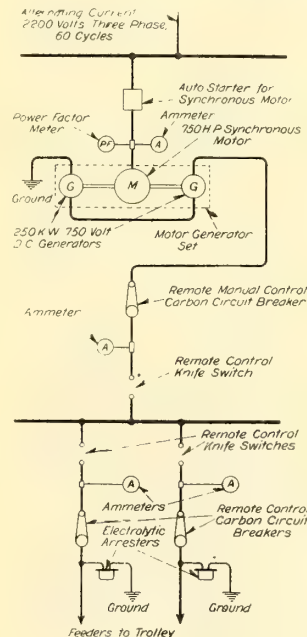 Alternating Current
2200 Volts Three Phase,
60 Cycles
Auto Starter for
Synchronous Motor
Power Factor
Meter
PF
Ammeter
A
750 H P Synchronous
Motor
G
M
G
Ground
250 K W 750 Volt
D.C Generators
Motor Generator
Set
Remote Manual Control
Carbon Circuit Breaker
Ammeter
A
Remote Control
Knife Switch
Remote Control
Knife Switches
A
A
Ammeters
Remote Control
Carbon Circuit
Breakers
Electrolytic
Arresters
Ground
Ground
Feeders to Trolley